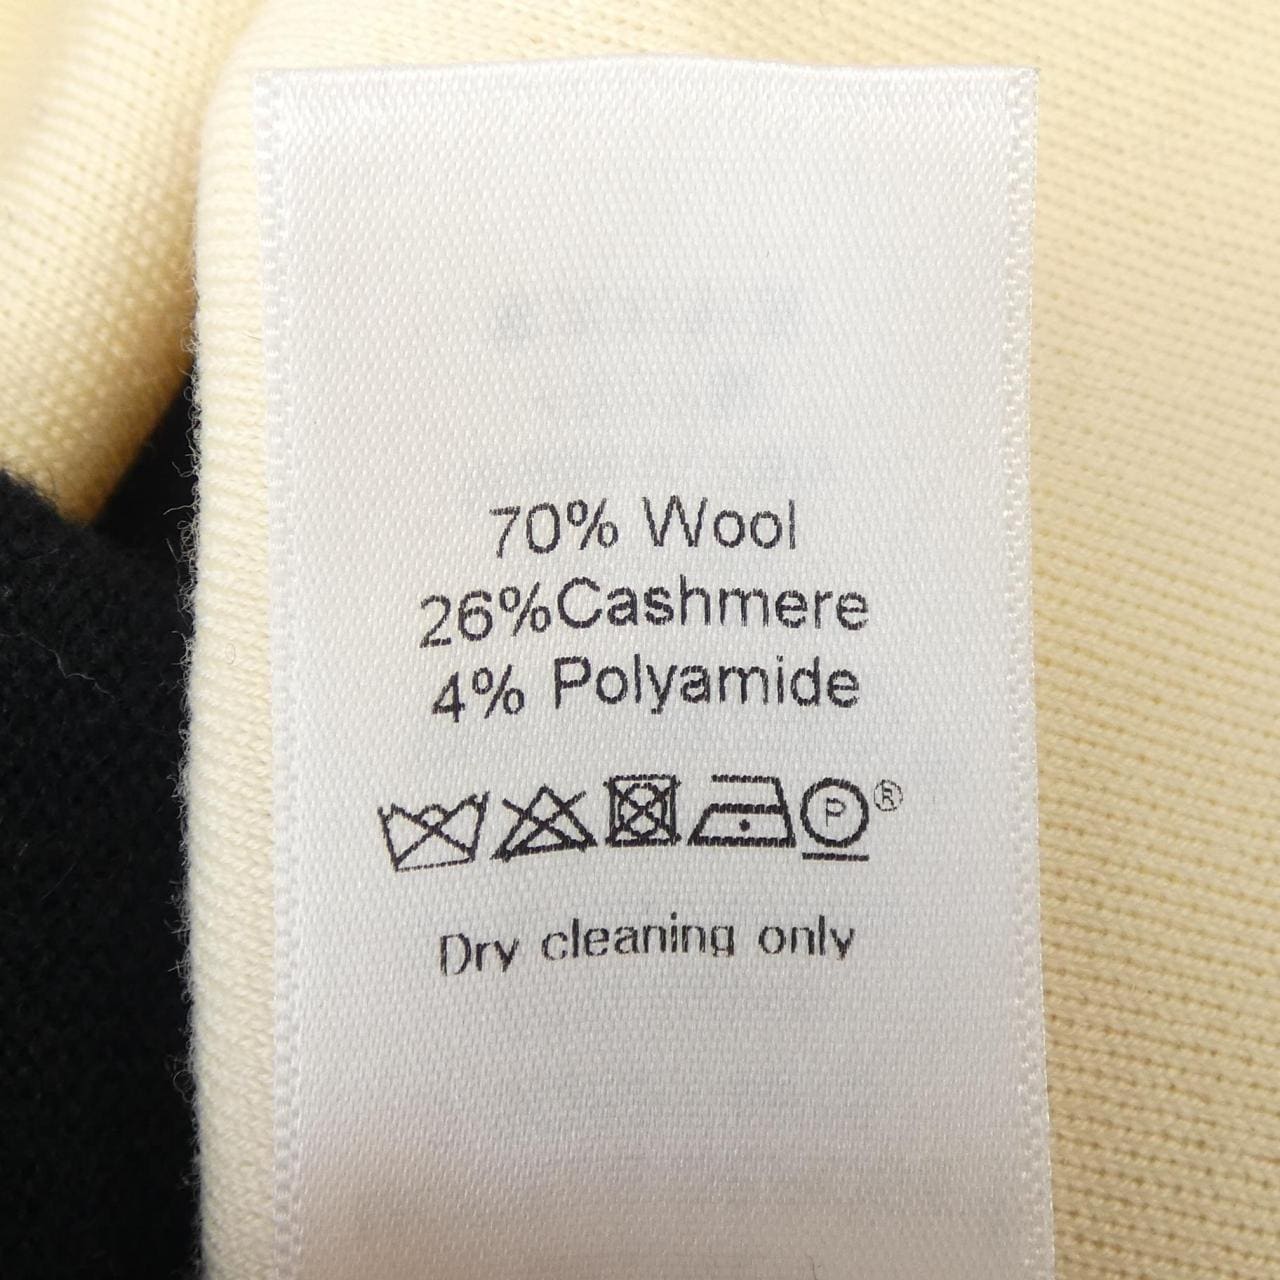 70% Wool
26%Cashmere
4% Polyamide
P®
Dry cleaning only